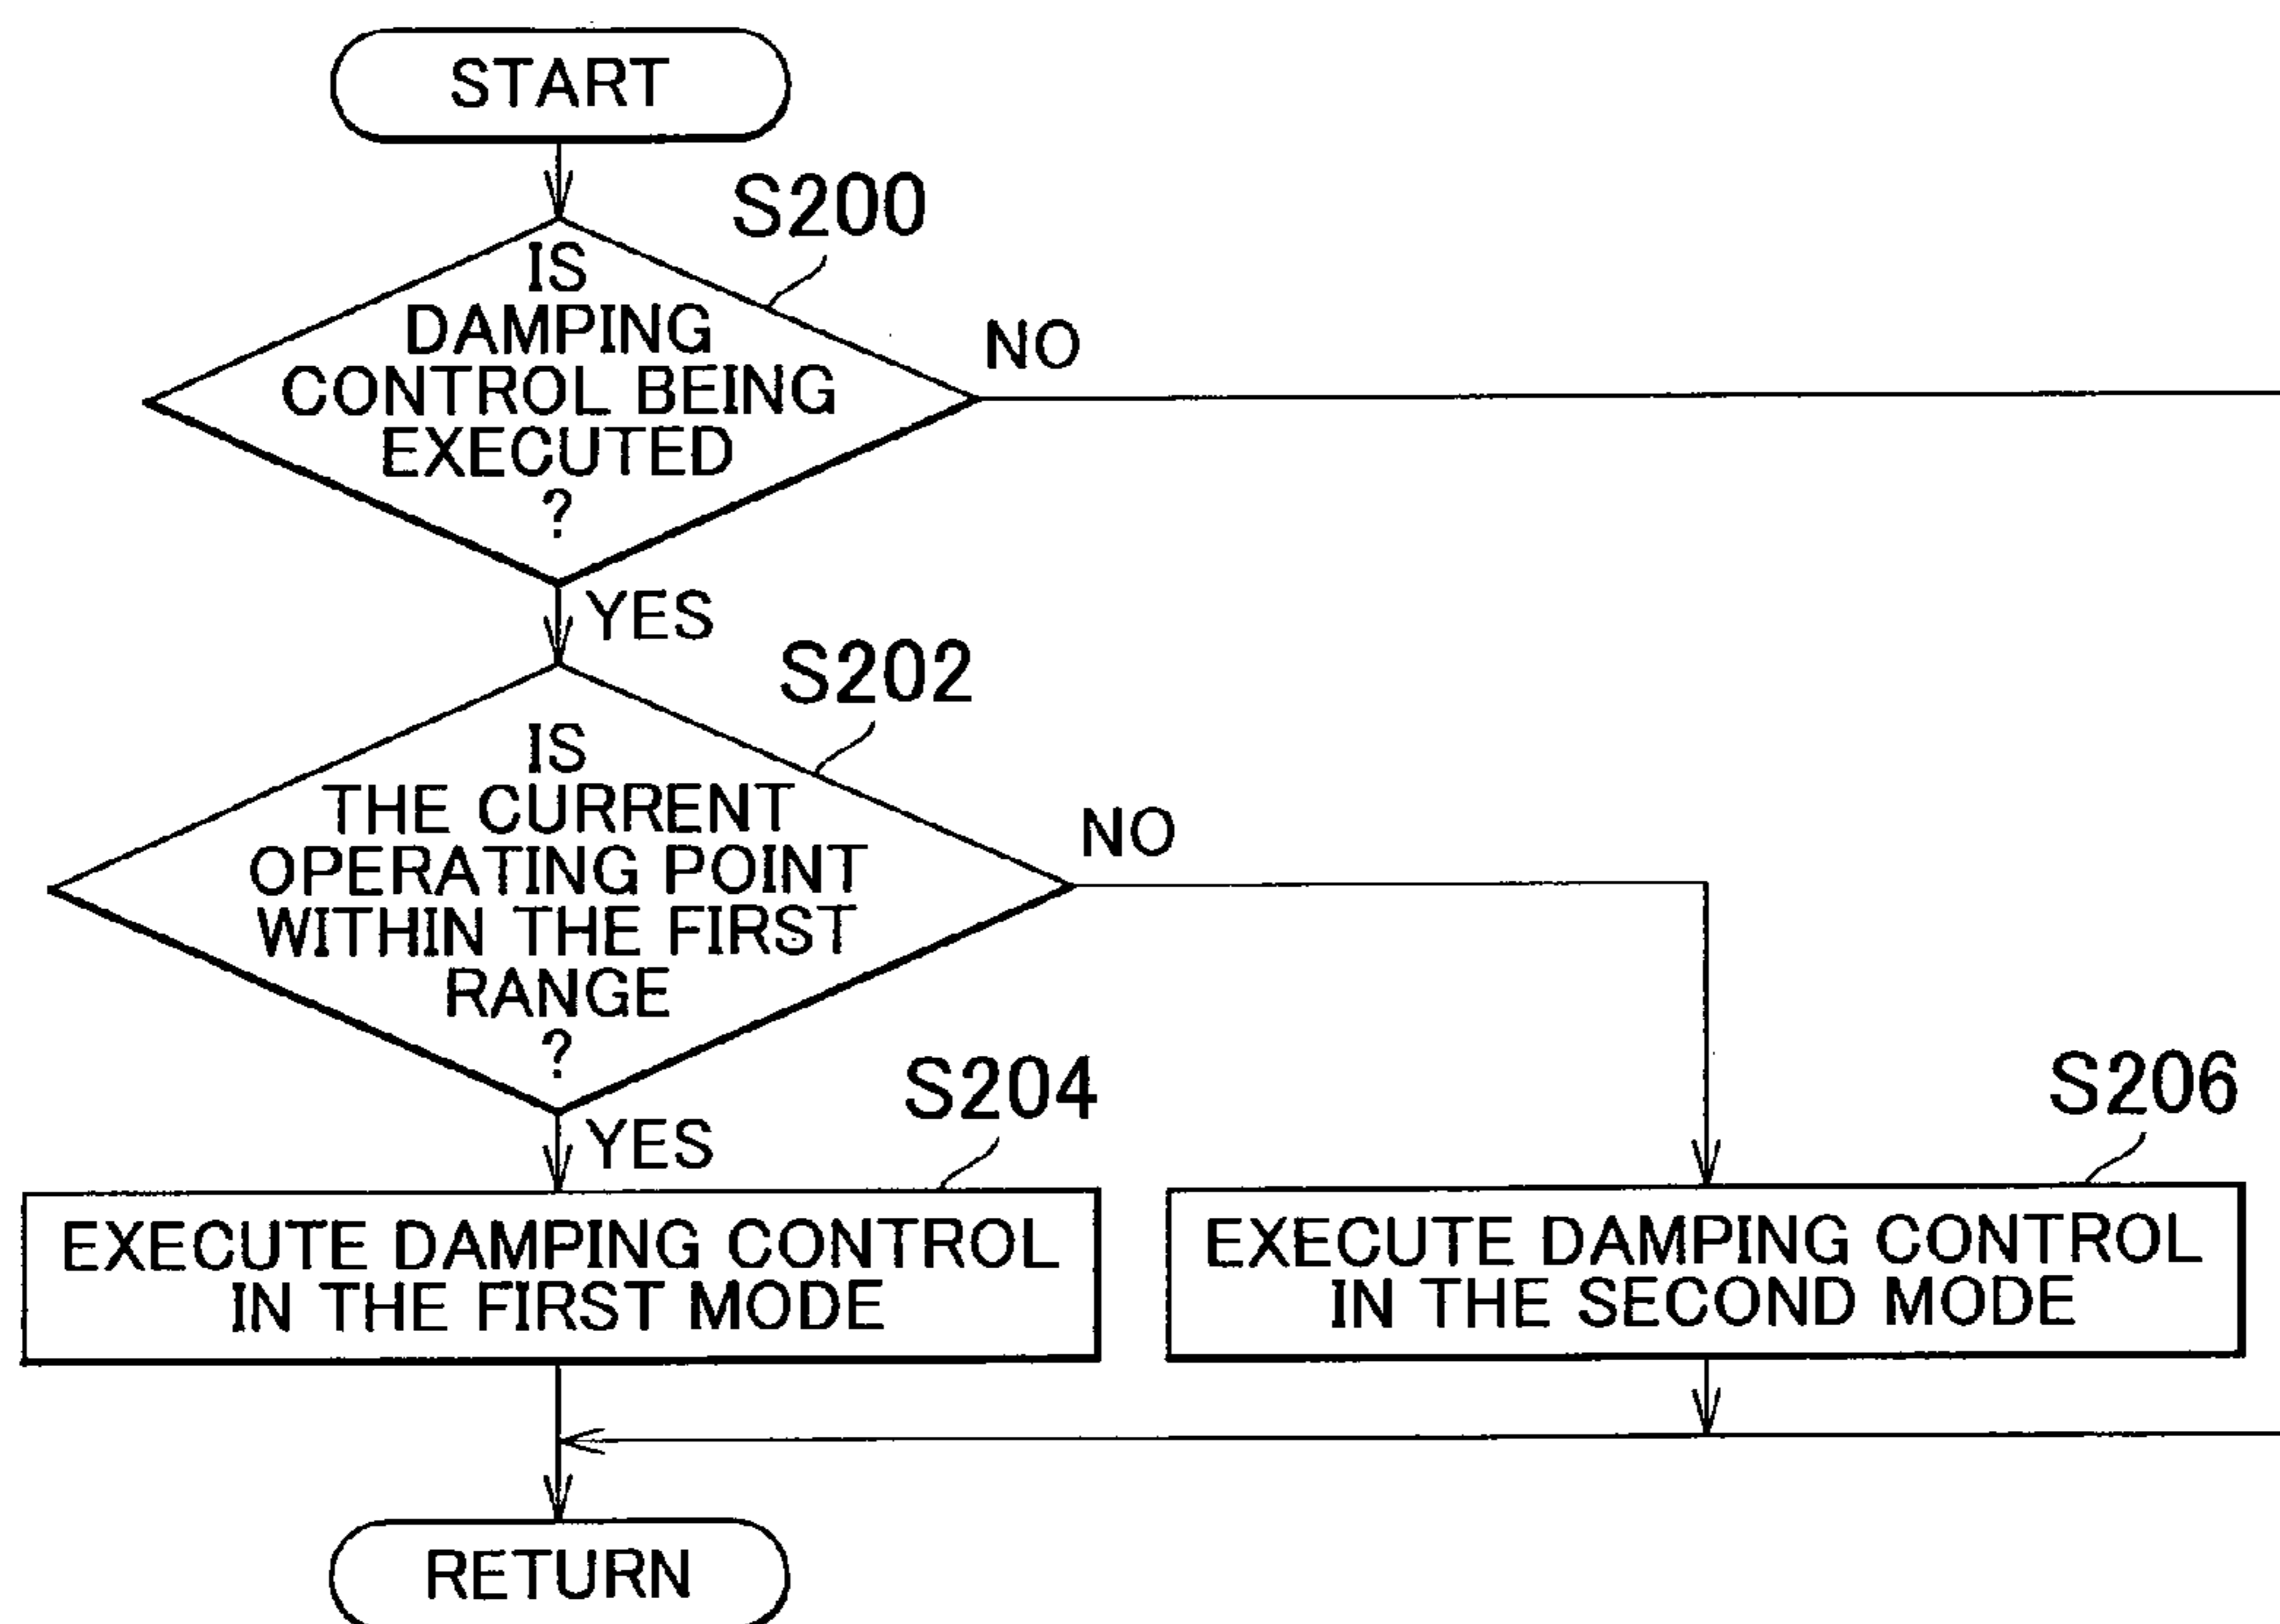 START
S200
IS
DAMPING
CONTROL BEING
EXECUTED
?
NO
YES
S202
IS
THE CURRENT
OPERATING POINT
WITHIN THE FIRST
RANGE
?
NO
YES
S204
EXECUTE DAMPING CONTROL
IN THE FIRST MODE
S206
EXECUTE DAMPING CONTROL
IN THE SECOND MODE
RETURN